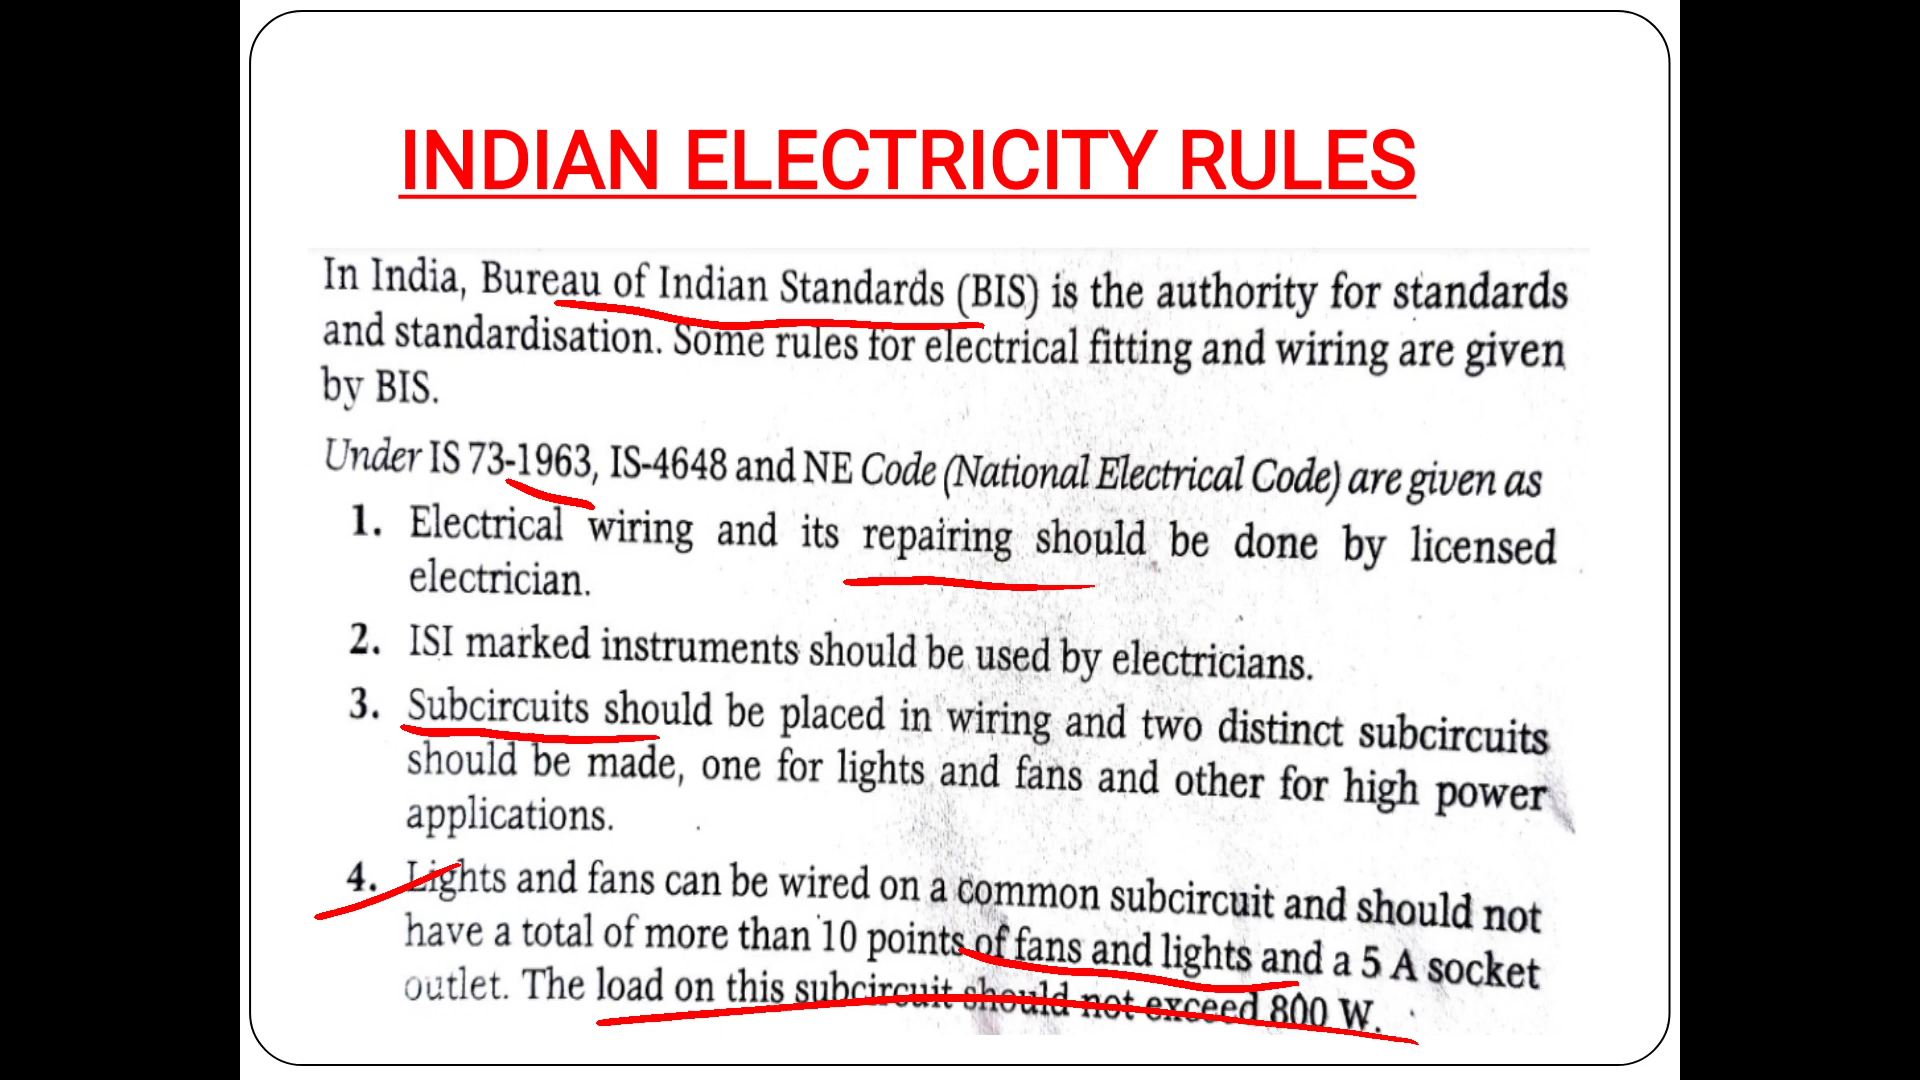 INDIAN ELECTRICITY RULES
In India, Bureau of Indian Standards (BIS) is the authority for standards
and standardisation. Some rules for electrical fitting and wiring are given
by BIS.
Under IS 73-1963, IS-4648 and NE Code (National Electrical Code) are given as
1. Electrical wiring and its repairing should be done by licensed
electrician.
2. ISI marked instruments should be used by electricians.
3. Subcircuits should be placed in wiring and two distinct subcircuits
should be made, one for lights and fans and other for high power
applications.
4. Lights and fans can be wired on a common subcircuit and should not
have a total of more than 10 points of fans and lights and a 5 A socket
outlet. The load on this subcircuit should not exceed 800 W.